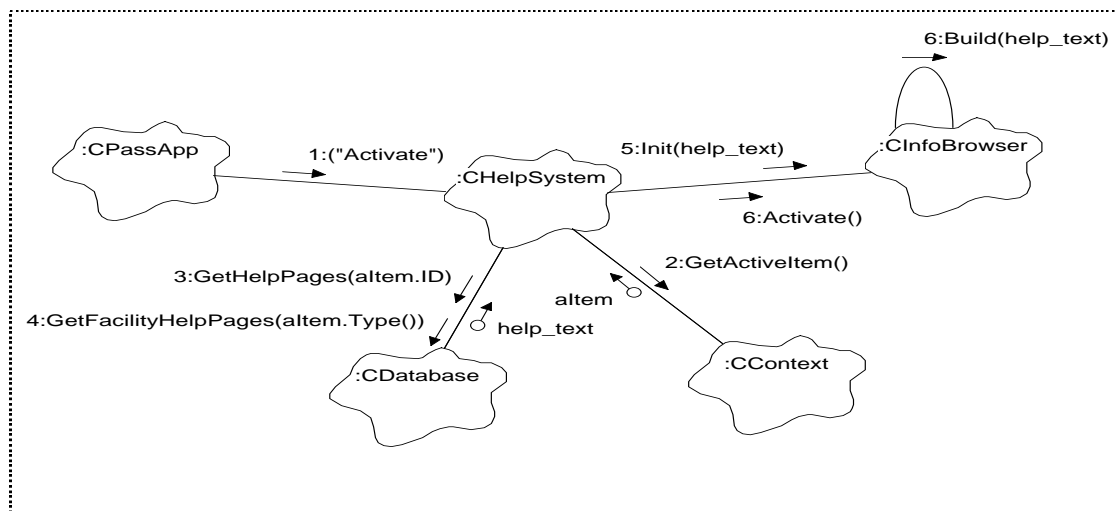 6:Build(help_text)
:CPassApp
1:("Activate")
5:Init(help_text)
:CInfoBrowser
:CHelpSystem
6:Activate()
3:GetHelpPages(aItem.ID)
2:GetActiveItem()
aItem
4:GetFacilityHelpPages(aItem.Type())
help_text
:CDatabase
:CContext